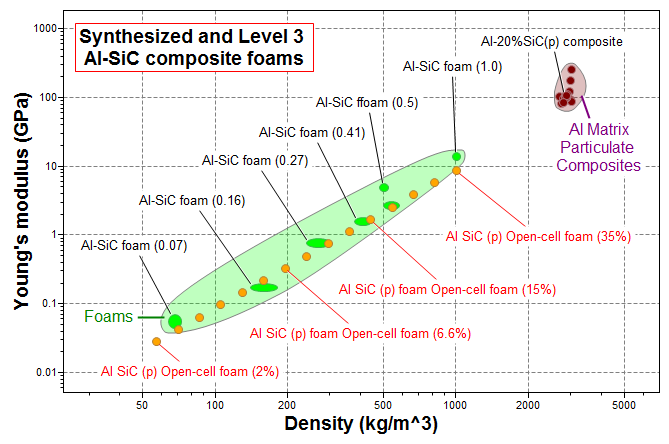 Synthesized and Level 3
Al-SiC composite foams
Al-20%SiC(p) composite
Al-SiC foam (1.0)
Al-SiC foam (0.5)
Al-SiC foam (0.41)
Al-SiC foam (0.27)
Al-SiC foam (0.16)
Al-SiC foam (0.07)
Al Matrix
Particulate
Composites
Al SiC (p) Open-cell foam (35%)
Al SiC (p) foam Open-cell foam (15%)
Al SiC (p) foam Open-cell foam (6.6%)
Al SiC (p) Open-cell foam (2%)
Foams
Young's modulus (GPa)
1000
100
10
1
0.1
0.01
50
100
200
500
1000
2000
5000
Density (kg/m^3)